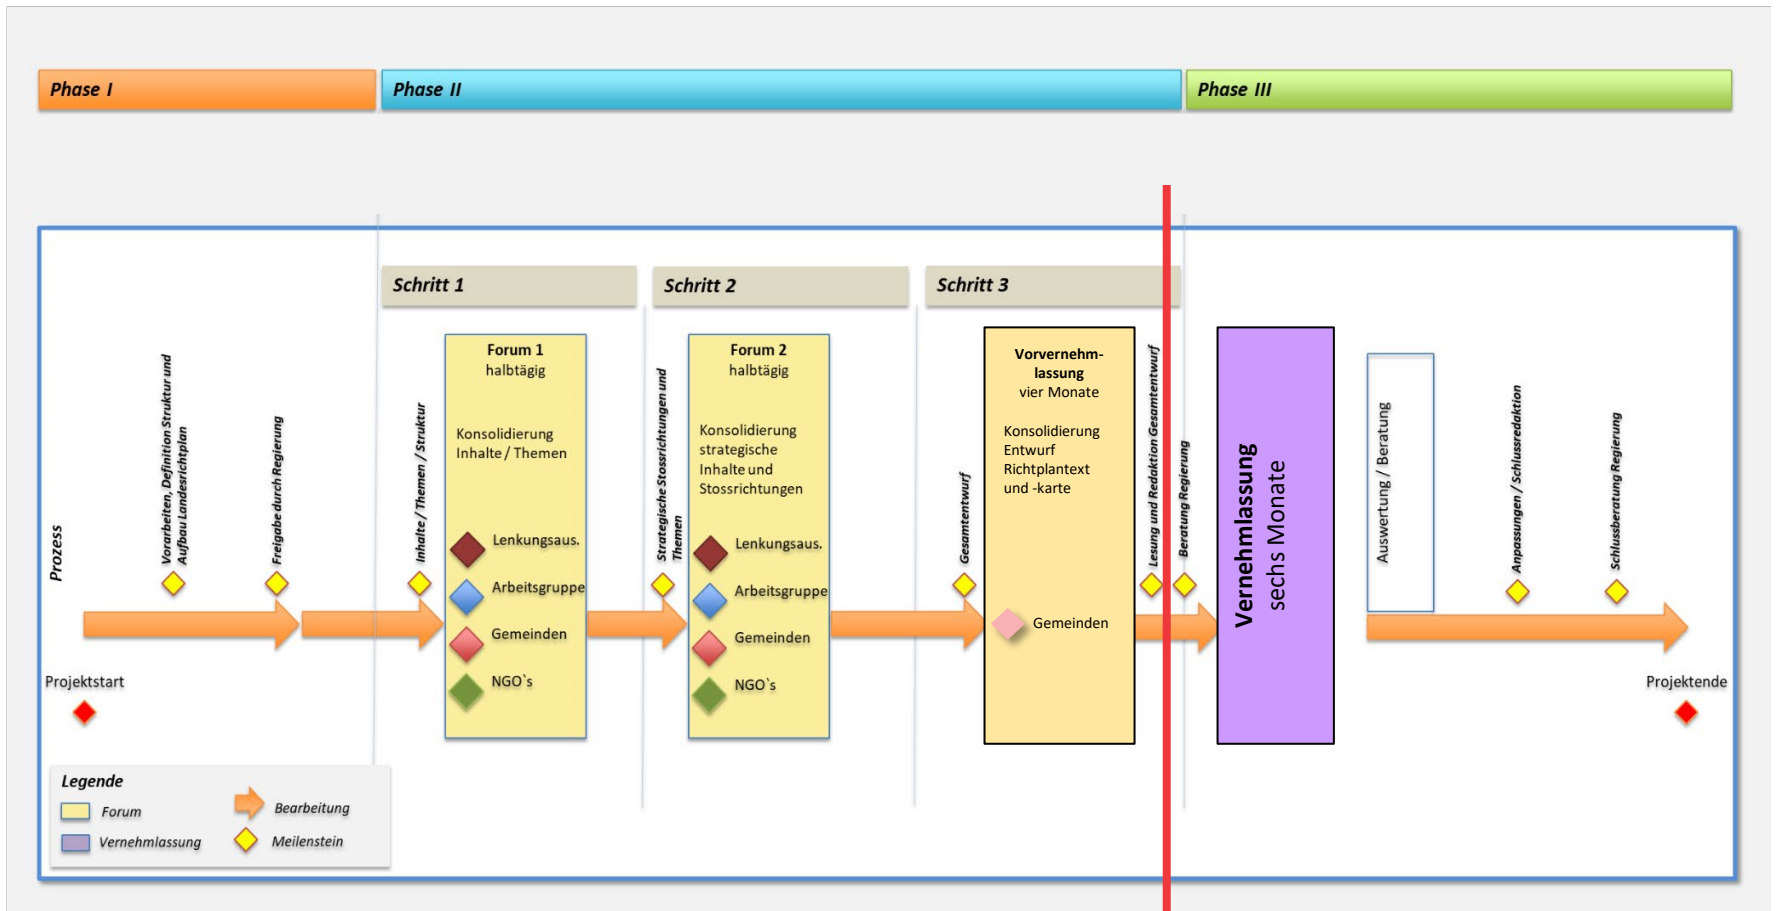 Phase I
Phase II
Phase III
Schritt 1
Schritt 2
Schritt 3
Prozess
Vorarbeiten, Definition Struktur und
Aufbau Landesrichtplan
Freigabe durch Regierung
Inhalte / Themen / Struktur
Forum 1
halbtägig
Konsolidierung
Inhalte / Themen
Lenkungsaus.
Arbeitsgruppe
Gemeinden
NGO`s
Strategische Stossrichtungen und
Themen
Forum 2
halbtägig
Konsolidierung
strategische
Inhalte und
Stossrichtungen
Lenkungsaus.
Arbeitsgruppe
Gemeinden
NGO`s
Gesamtentwurf
Vorvernehm-
lassung
vier Monate
Konsolidierung
Entwurf
Richtplantext
und -karte
Gemeinden
Lesung und Redaktion Gesamtentwurf
Beratung Regierung
Vernehmlassung
sechs Monate
Auswertung / Beratung
Anpassungen / Schlussredaktion
Schlussberatung Regierung
Projektstart
Projektende
Legende
Forum
Bearbeitung
Vernehmlassung
Meilenstein